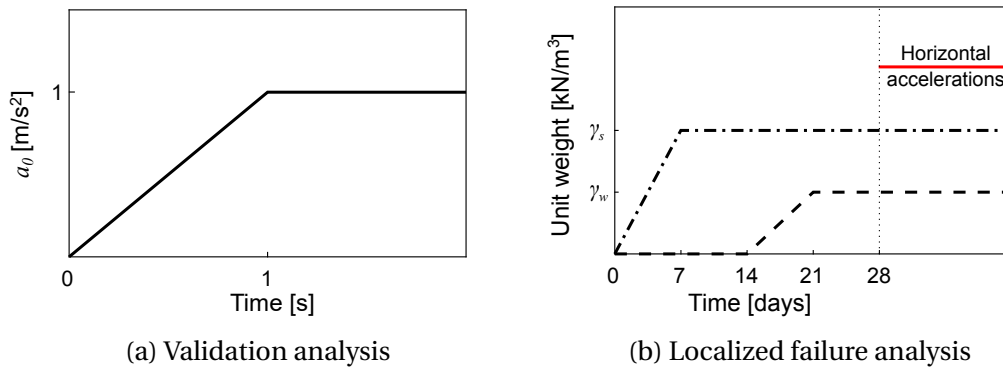 a₀ [m/s²]
1
0
1
Time [s]
(a) Validation analysis
Unit weight [kN/m³]
Horizontal
accelerations
γₛ
γ_w
0
7
14
21
28
Time [days]
(b) Localized failure analysis